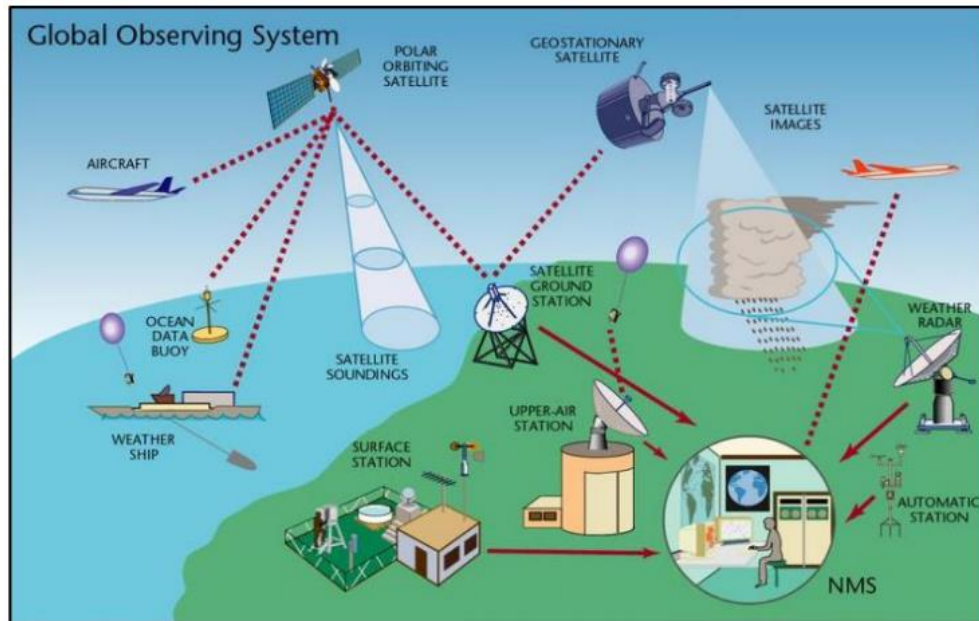 Global Observing System
POLAR
ORBITING
SATELLITE
GEOSTATIONARY
SATELLITE
SATELLITE
IMAGES
AIRCRAFT
OCEAN
DATA
BUOY
SATELLITE
SOUNDINGS
SATELLITE
GROUND
STATION
WEATHER
RADAR
WEATHER
SHIP
UPPER-AIR
STATION
SURFACE
STATION
AUTOMATIC
STATION
NMS